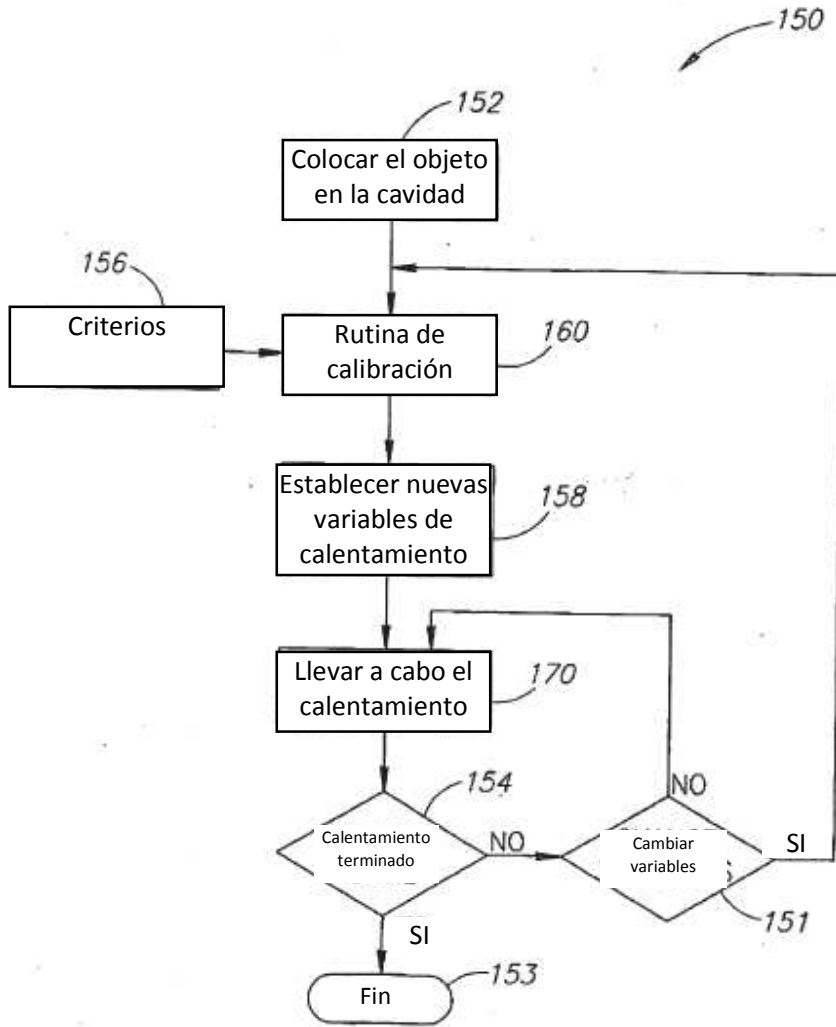 150
152
Colocar el objeto
en la cavidad
156
Criterios
Rutina de
calibración
160
Establecer nuevas
variables de
calentamiento
158
Llevar a cabo el
calentamiento
170
154
Calentamiento
terminado
NO
NO
Cambiar
variables
SI
151
SI
Fin
153